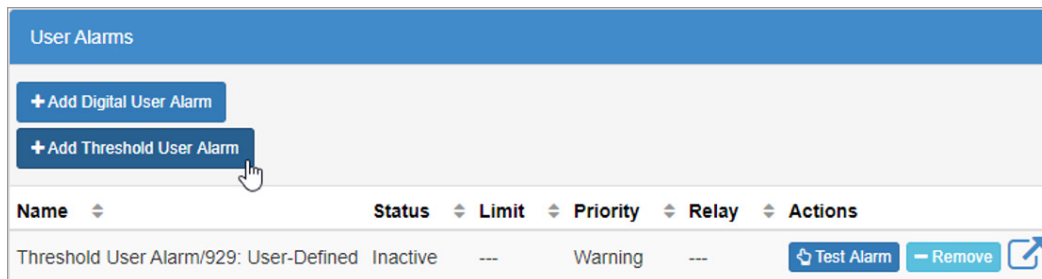 User Alarms
+Add Digital User Alarm
+Add Threshold User Alarm
Name Status Limit Priority Relay Actions
Threshold User Alarm/929: User-Defined Inactive --- Warning --- Test Alarm − Remove